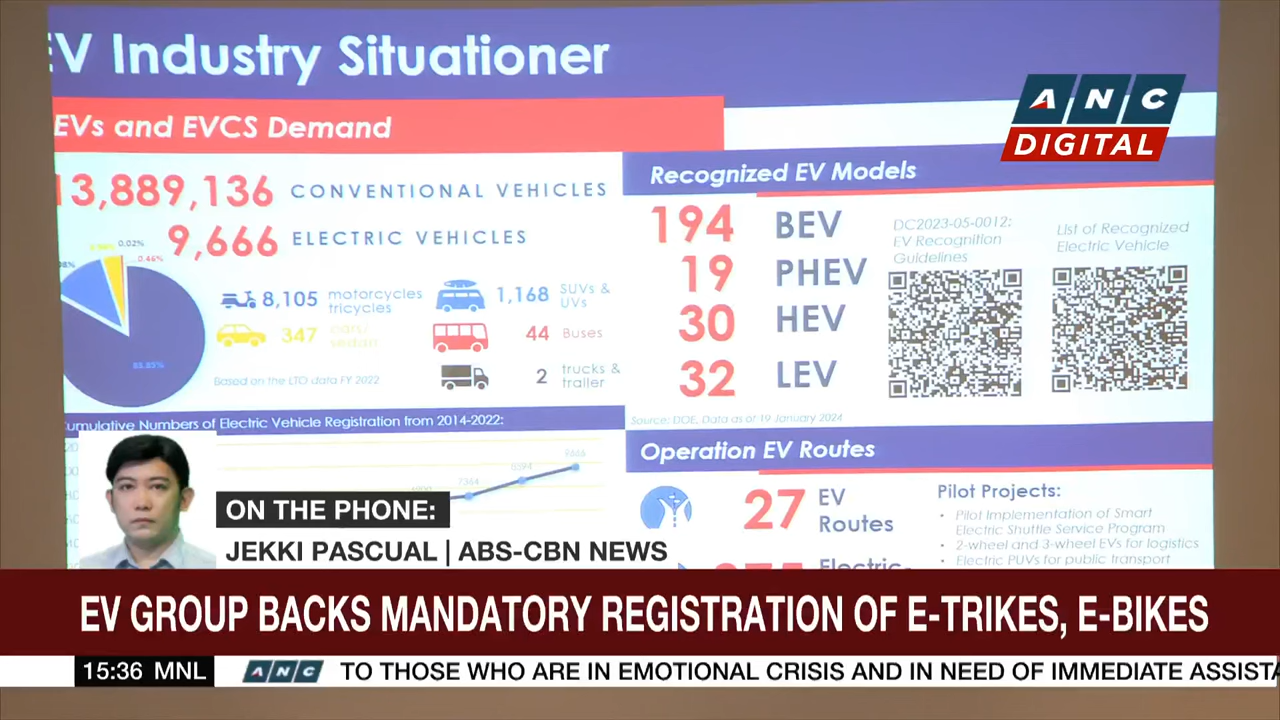 EV Industry Situationer
EVs and EVCS Demand
13,889,136 CONVENTIONAL VEHICLES
9,666 ELECTRIC VEHICLES
0.02%
0.46%
8,105 motorcycles tricycles
1,168 SUVs & UVs
347 cars/ sedan
44 Buses
2 trucks & trailer
Based on the LTO data FY 2022
Cumulative Numbers of Electric Vehicle Registration from 2014-2022:
7364
8594
9666
ANC
DIGITAL
Recognized EV Models
194 BEV
19 PHEV
30 HEV
32 LEV
DC2023-05-0012:
EV Recognition
Guidelines
List of Recognized
Electric Vehicle
Source: DOE, Data as of 19 January 2024
Operation EV Routes
27 EV Routes
Electric-
Pilot Projects:
• Pilot Implementation of Smart
Electric Shuttle Service Program
• 2-wheel and 3-wheel EVs for logistics
• Electric PUVs for public transport
ON THE PHONE:
JEKKI PASCUAL | ABS-CBN NEWS
EV GROUP BACKS MANDATORY REGISTRATION OF E-TRIKES, E-BIKES
15:36 MNL ANC TO THOSE WHO ARE IN EMOTIONAL CRISIS AND IN NEED OF IMMEDIATE ASSISTA